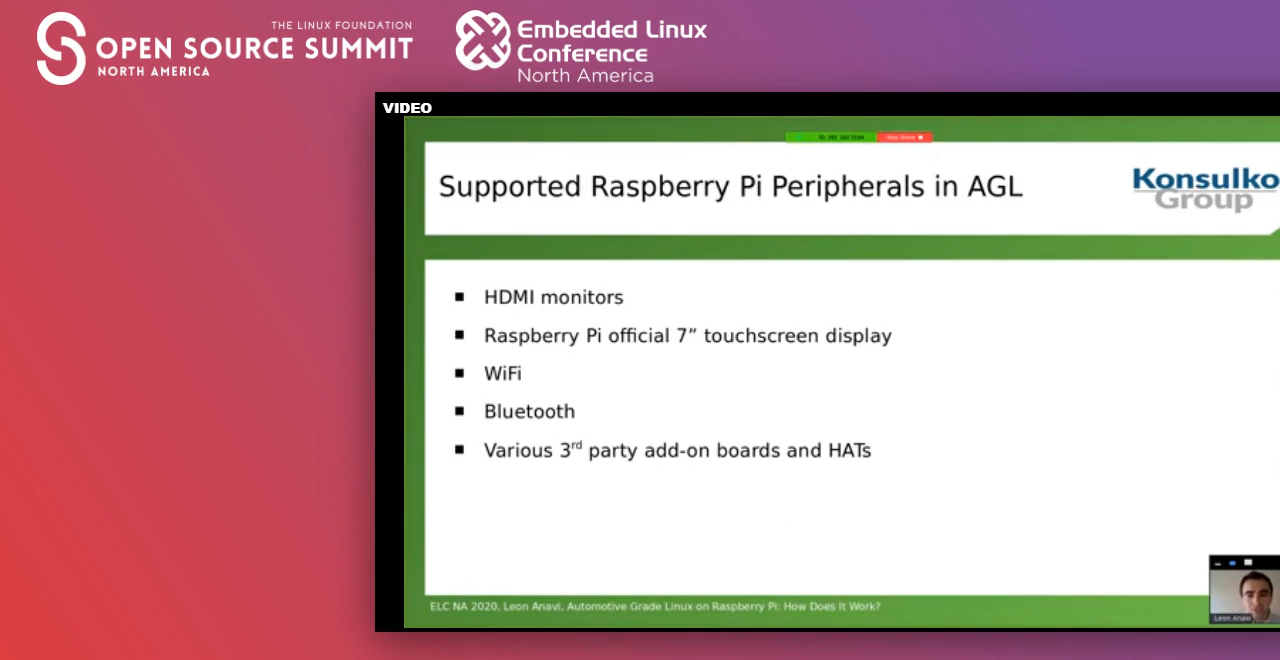 THE LINUX FOUNDATION
OPEN SOURCE SUMMIT
NORTH AMERICA
Embedded Linux
Conference
North America
VIDEO
Supported Raspberry Pi Peripherals in AGL
Konsulko
Group
■ HDMI monitors
■ Raspberry Pi official 7” touchscreen display
■ WiFi
■ Bluetooth
■ Various 3rd party add-on boards and HATs
ELC NA 2020, Leon Anavi, Automotive Grade Linux on Raspberry Pi: How Does It Work?
Leon Anavi